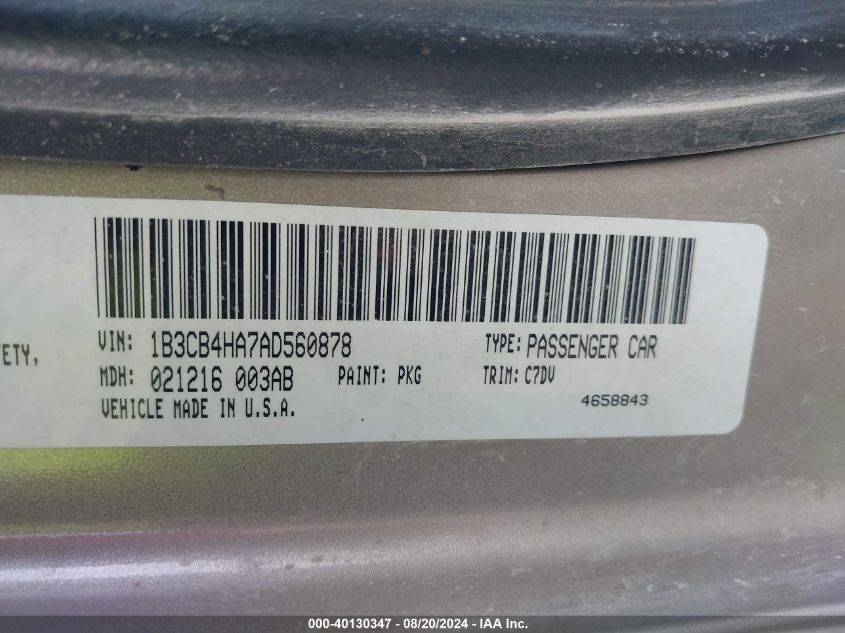 VIN: 1B3CB4HA7AD560878 TYPE: PASSENGER CAR
ETY,
MDH: 021216 003AB PAINT: PKG TRIM: C7DV
VEHICLE MADE IN U.S.A. 4658843
000-40130347 | 08/20/2024 - IAA Inc.